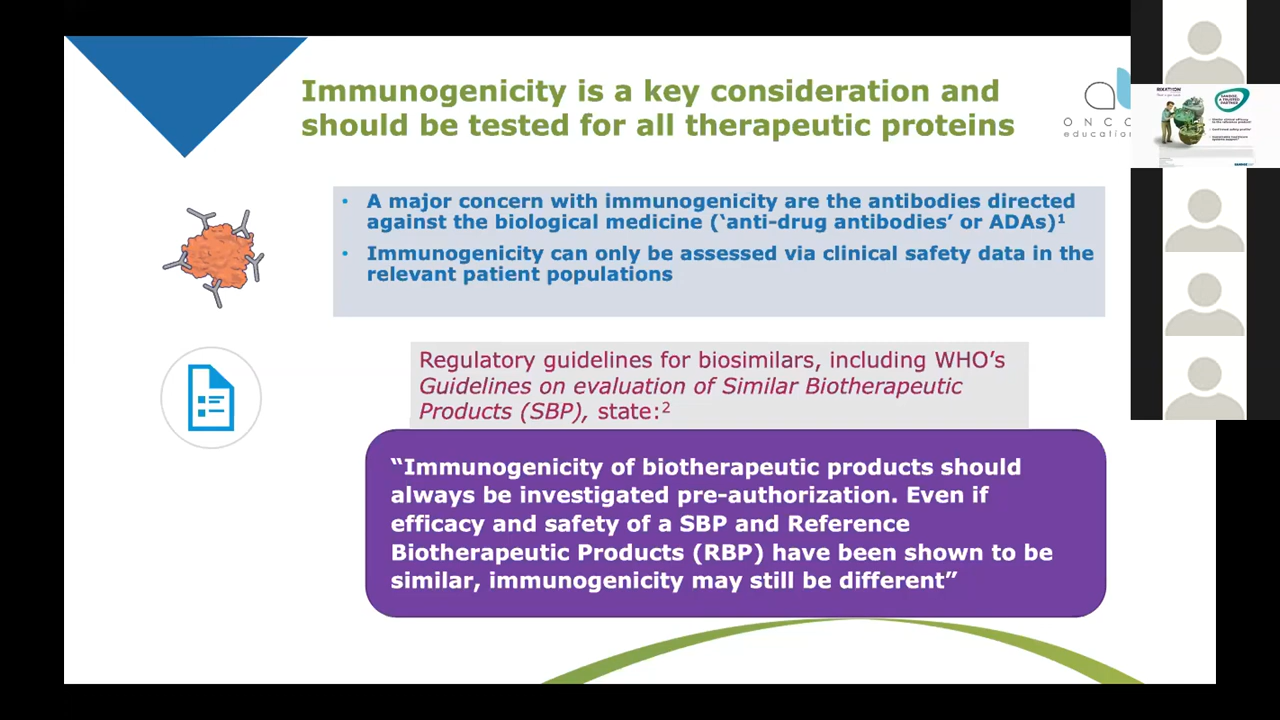 Immunogenicity is a key consideration and
should be tested for all therapeutic proteins
• A major concern with immunogenicity are the antibodies directed
against the biological medicine (‘anti-drug antibodies’ or ADAs)¹
• Immunogenicity can only be assessed via clinical safety data in the
relevant patient populations
Regulatory guidelines for biosimilars, including WHO’s
Guidelines on evaluation of Similar Biotherapeutic
Products (SBP), state:²
“Immunogenicity of biotherapeutic products should
always be investigated pre-authorization. Even if
efficacy and safety of a SBP and Reference
Biotherapeutic Products (RBP) have been shown to be
similar, immunogenicity may still be different”
SANDOZ
A TRUSTED
PARTNER